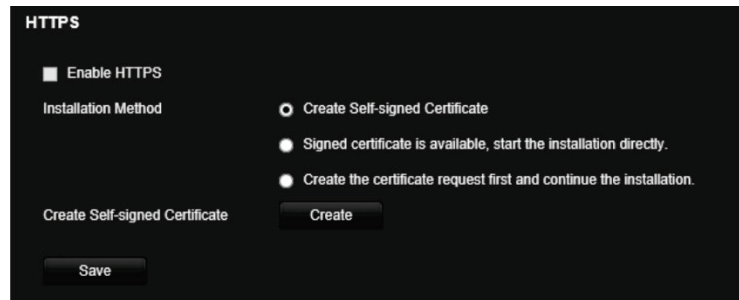 HTTPS
Enable HTTPS
Installation Method
Create Self-signed Certificate
Signed certificate is available, start the installation directly.
Create the certificate request first and continue the installation.
Create Self-signed Certificate
Create
Save